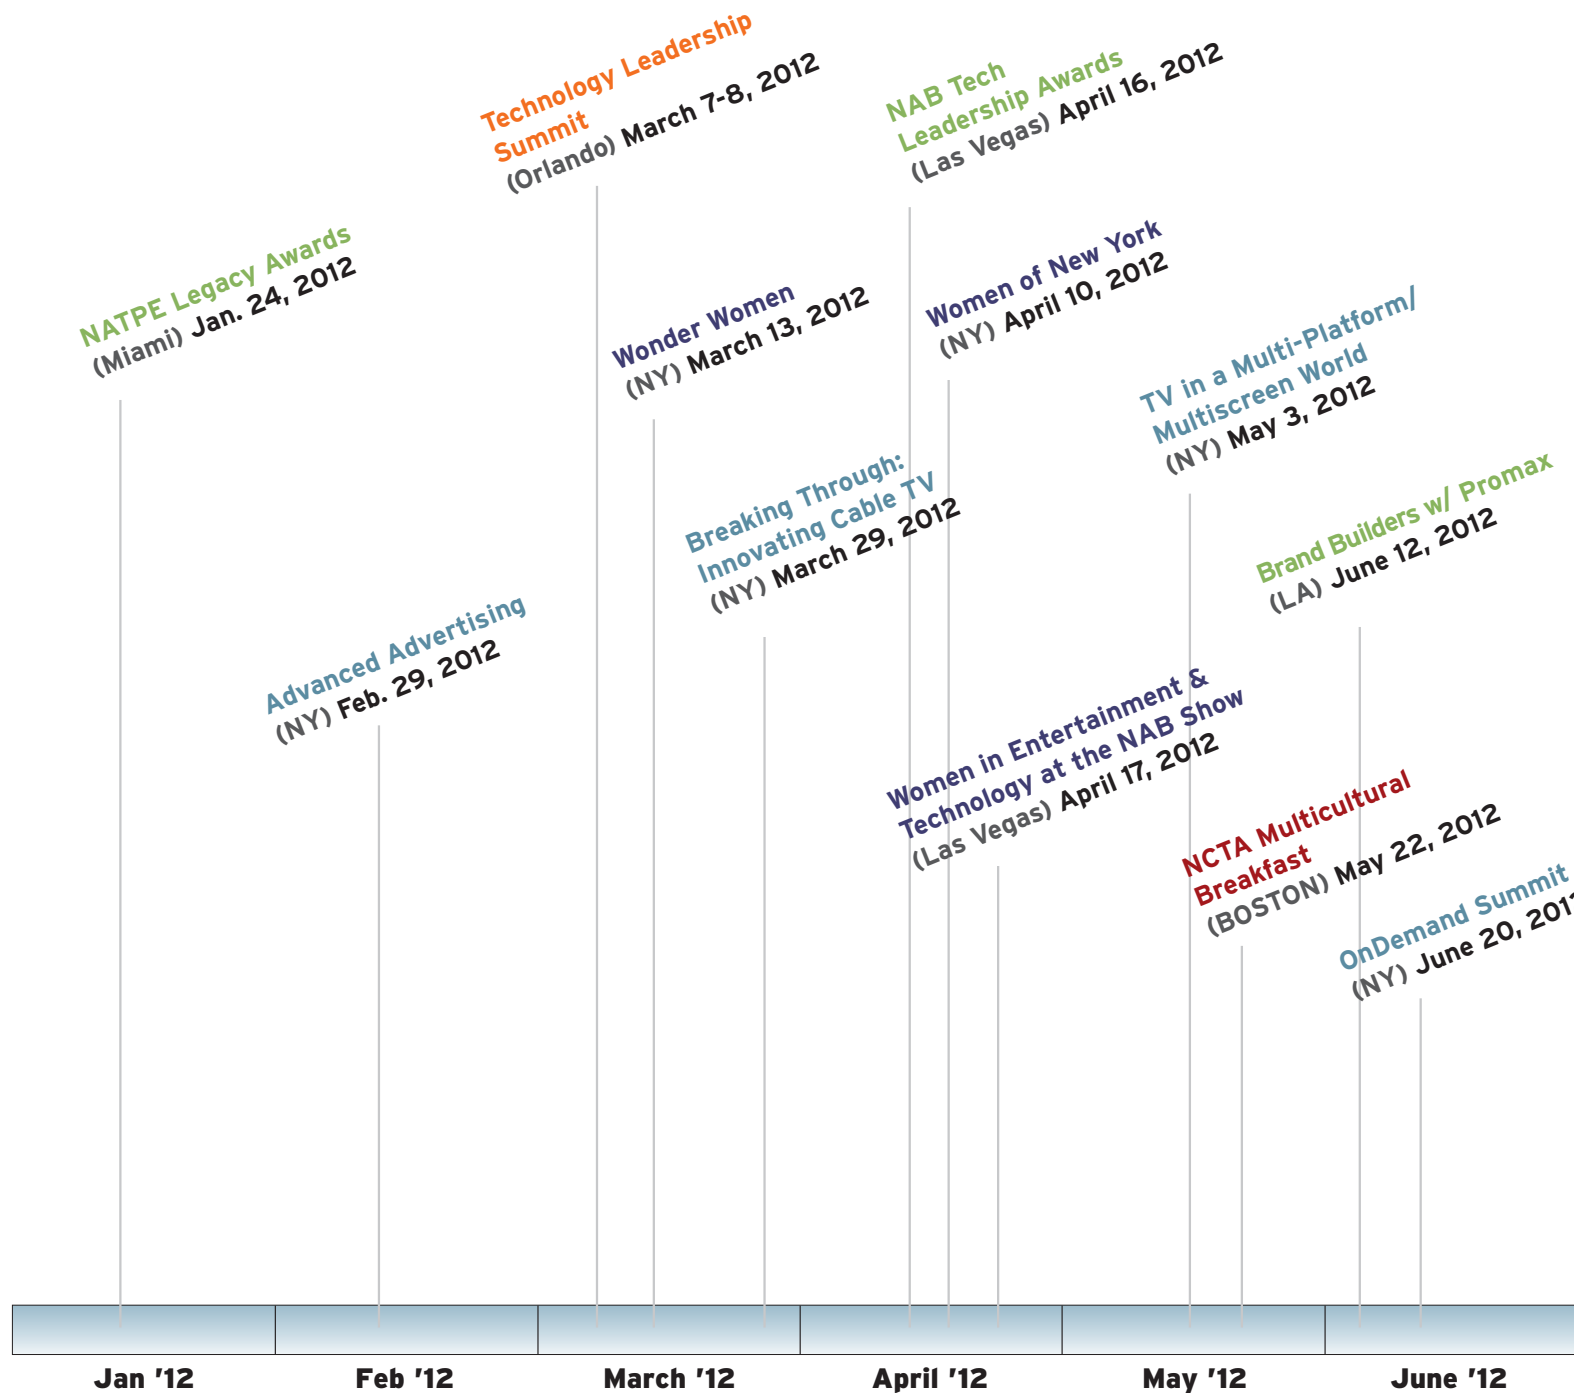 Technology Leadership
Summit
(Orlando) March 7-8, 2012
NAB Tech
Leadership Awards
(Las Vegas) April 16, 2012
NATPE Legacy Awards
(Miami) Jan. 24, 2012
Wonder Women
(NY) March 13, 2012
Women of New York
(NY) April 10, 2012
TV in a Multi-Platform/
Multiscreen World
(NY) May 3, 2012
Breaking Through:
Innovating Cable TV
(NY) March 29, 2012
Brand Builders w/ Promax
(LA) June 12, 2012
Advanced Advertising
(NY) Feb. 29, 2012
Women in Entertainment &
Technology at the NAB Show
(Las Vegas) April 17, 2012
NCTA Multicultural
Breakfast
(BOSTON) May 22, 2012
OnDemand Summit
(NY) June 20,
Jan '12
Feb '12
March '12
April '12
May '12
June '12